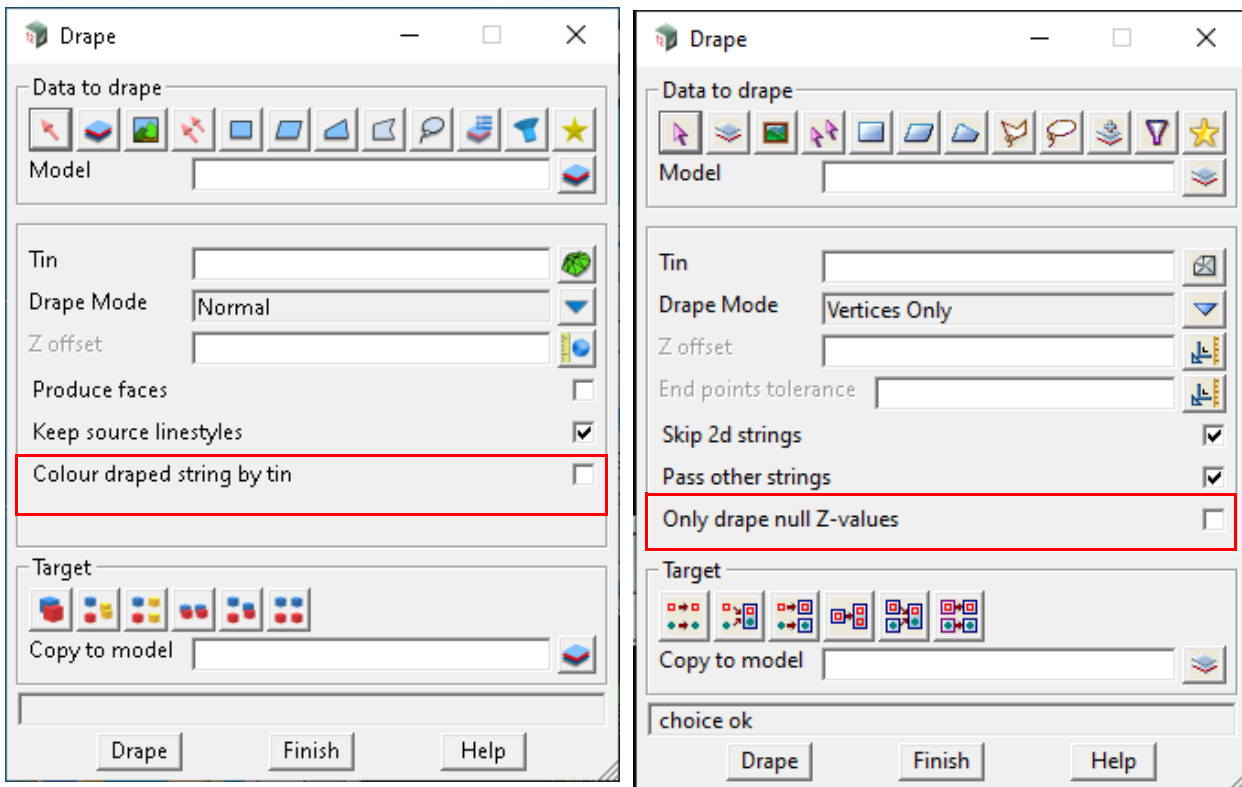 Drape
Data to drape
Model
Tin
Drape Mode Normal
Z offset
Produce faces
Keep source linestyles
Colour draped string by tin
Target
Copy to model
Drape Finish Help
Drape
Data to drape
Model
Tin
Drape Mode Vertices Only
Z offset
End points tolerance
Skip 2d strings
Pass other strings
Only drape null Z-values
Target
Copy to model
choice ok
Drape Finish Help